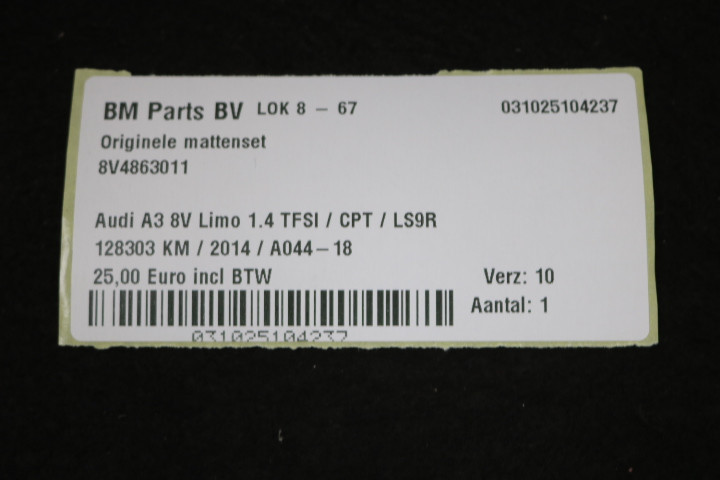 BM Parts BV LOK 8 – 67 031025104237
Originele mattenset
8V4863011
Audi A3 8V Limo 1.4 TFSI / CPT / LS9R
128303 KM / 2014 / A044–18
25,00 Euro incl BTW Verz: 10
Aantal: 1
031025104237